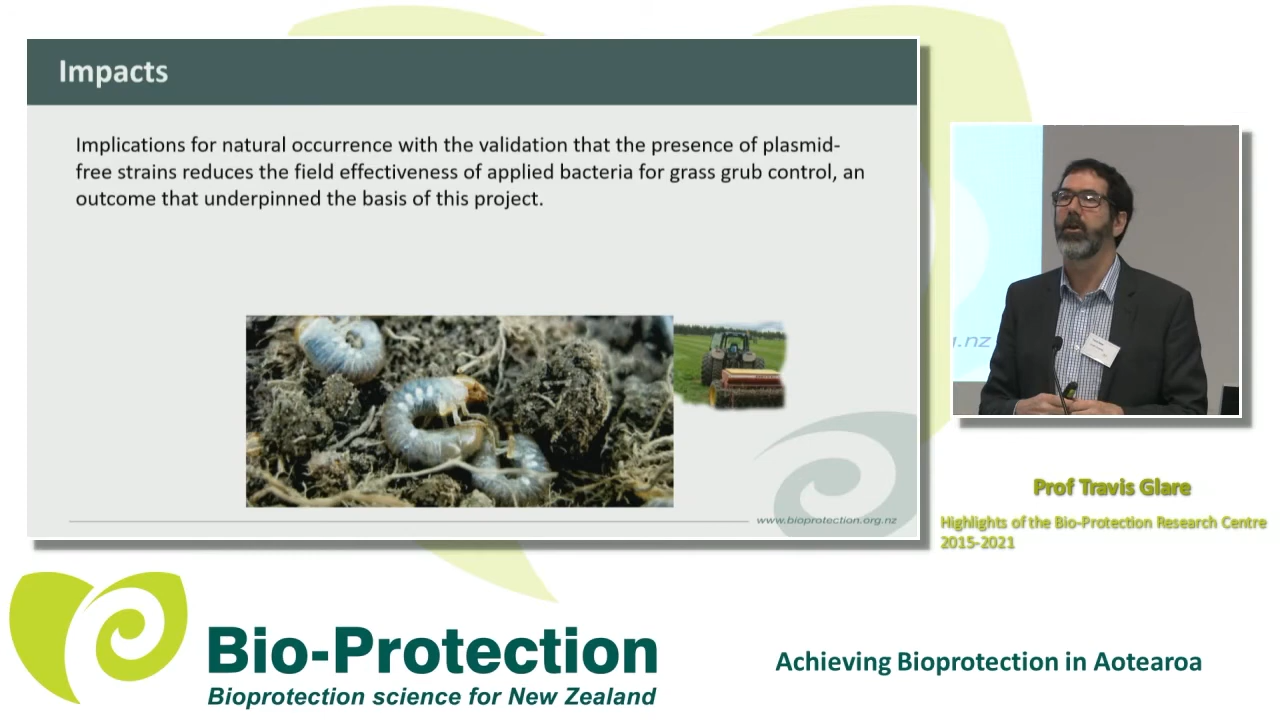 Impacts
Implications for natural occurrence with the validation that the presence of plasmid-
free strains reduces the field effectiveness of applied bacteria for grass grub control, an
outcome that underpinned the basis of this project.
www.bioprotection.org.nz
.nz
Prof Travis Glare
Highlights of the Bio-Protection Research Centre
2015-2021
Bio-Protection
Bioprotection science for New Zealand
Achieving Bioprotection in Aotearoa